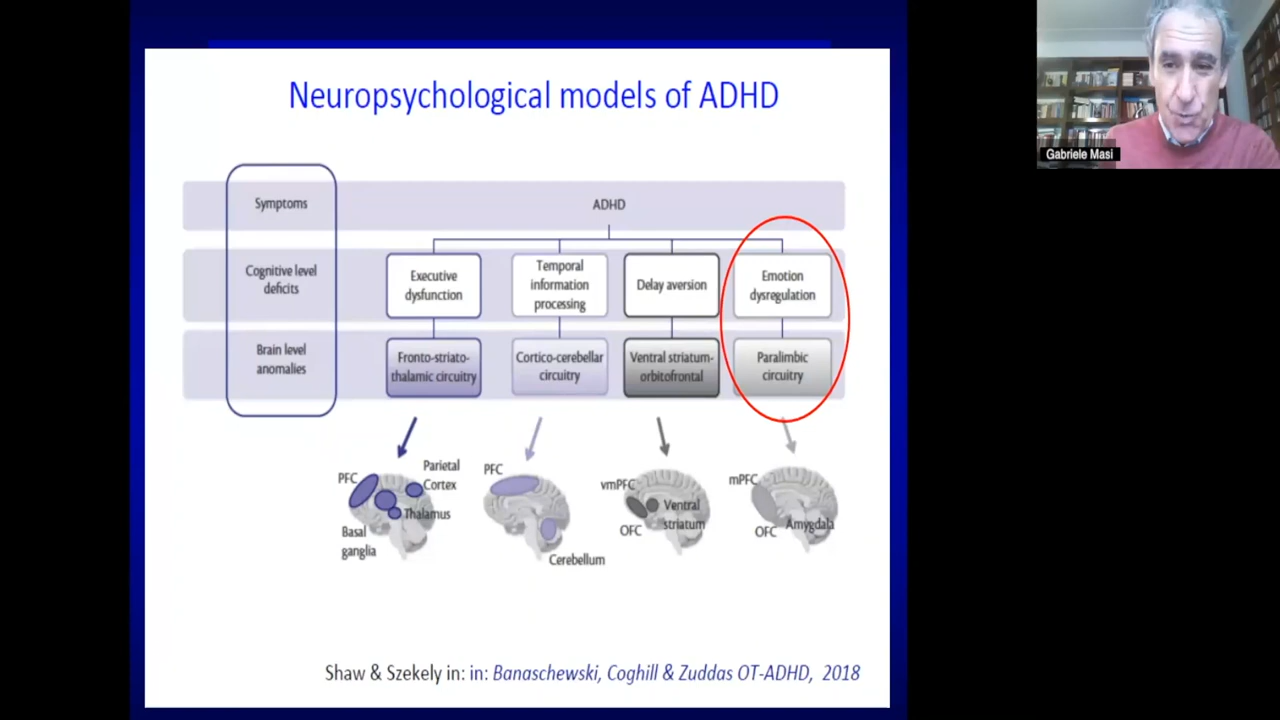 Neuropsychological models of ADHD
Gabriele Masi
Symptoms
ADHD
Cognitive level
deficits
Executive
dysfunction
Temporal
information
processing
Delay aversion
Emotion
dysregulation
Brain level
anomalies
Fronto-striato-
thalamic circuitry
Cortico-cerebellar
circuitry
Ventral striatum-
orbitofrontal
Paralimbic
circuitry
PFC
Parietal
Cortex
Thalamus
Basal
ganglia
PFC
Cerebellum
vmPFC
Ventral
striatum
OFC
mPFC
OFC
Amygdala
Shaw & Szekely in: in: Banaschewski, Coghill & Zuddas OT-ADHD, 2018